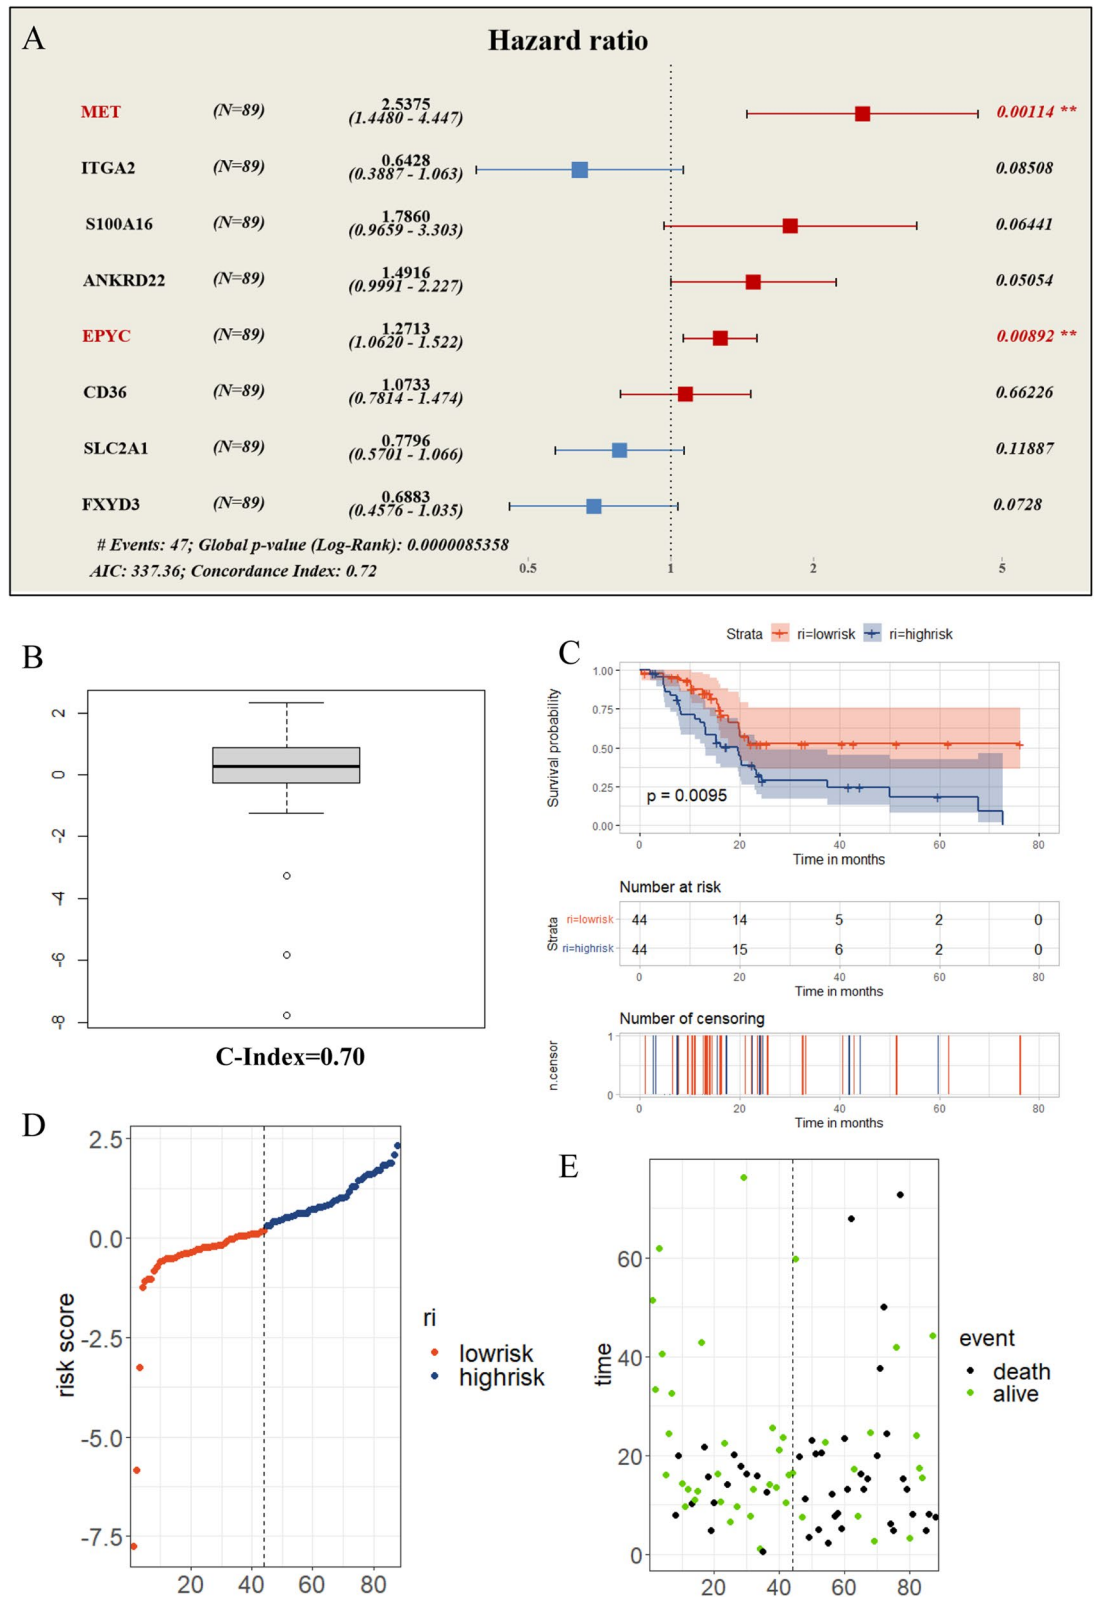 A
Hazard ratio
MET (N=89) 2.5375 (1.4480 - 4.447) 0.00114 **
ITGA2 (N=89) 0.6428 (0.3887 - 1.063) 0.08508
S100A16 (N=89) 1.7860 (0.9659 - 3.303) 0.06441
ANKRD22 (N=89) 1.4916 (0.9991 - 2.227) 0.05054
EPYC (N=89) 1.2713 (1.0620 - 1.522) 0.00892 **
CD36 (N=89) 1.0733 (0.7814 - 1.474) 0.66226
SLC2A1 (N=89) 0.7796 (0.5701 - 1.066) 0.11887
FXYD3 (N=89) 0.6883 (0.4576 - 1.035) 0.0728
# Events: 47; Global p-value (Log-Rank): 0.0000085358
AIC: 337.36; Concordance Index: 0.72
0.5 1 2 5
B
2
0
-2
-4
-6
-8
C-Index=0.70
C
Strata ri=lowrisk ri=highrisk
Survival probability
1.00
0.75
0.50
0.25
0.00
p = 0.0095
0 20 40 60 80
Time in months
Number at risk
Strata
ri=lowrisk 44 14 5 2 0
ri=highrisk 44 15 6 2 0
0 20 40 60 80
Time in months
Number of censoring
n.censor
1
0
0 20 40 60 80
Time in months
D
risk score
2.5
0.0
-2.5
-5.0
-7.5
20 40 60 80
ri
lowrisk
highrisk
E
time
60
40
20
0
20 40 60 80
event
death
alive